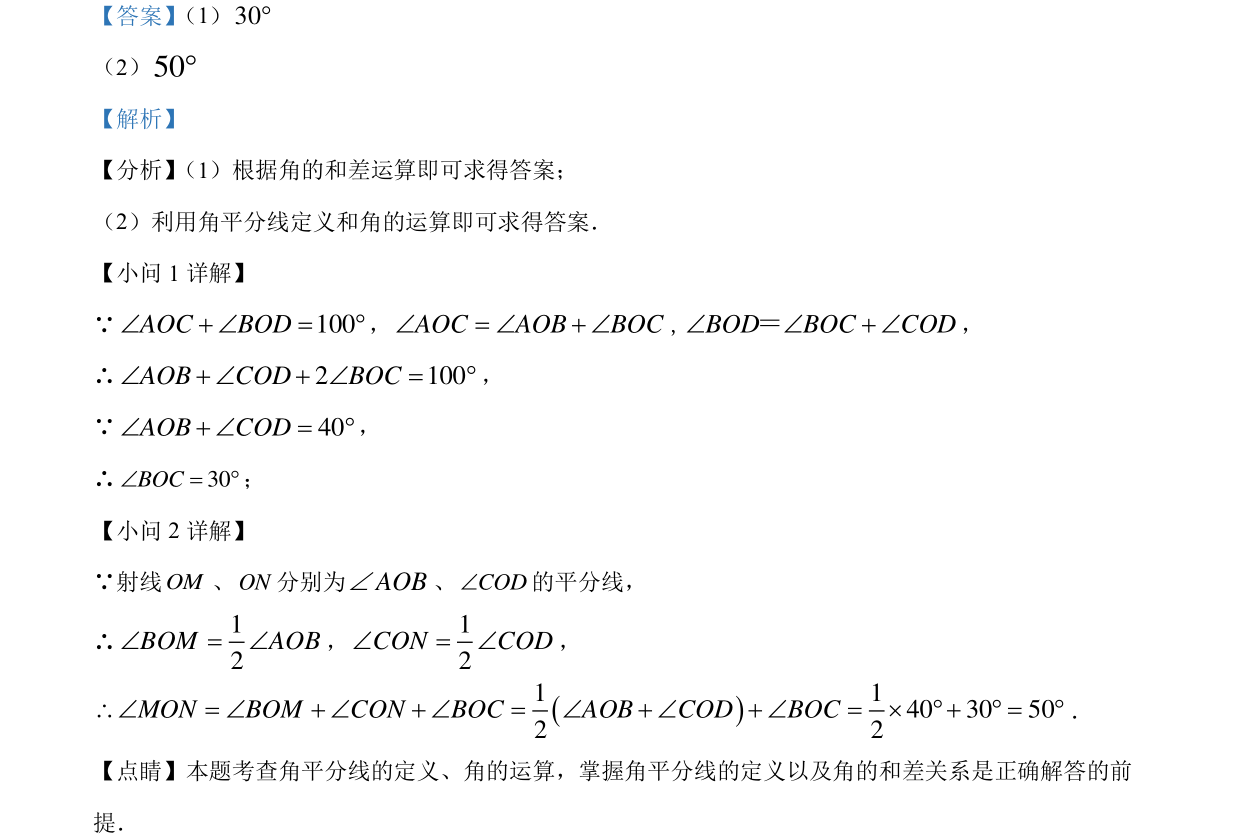 【答案】（1）30°
（2）50°
【解析】
【分析】（1）根据角的和差运算即可求得答案；
（2）利用角平分线定义和角的运算即可求得答案．
【小问 1 详解】
∵∠AOC＋∠BOD＝100°，∠AOC＝∠AOB＋∠BOC，∠BOD＝∠BOC＋∠COD，
∴∠AOB＋∠COD＋2∠BOC＝100°，
∵∠AOB＋∠COD＝40°，
∴∠BOC＝30°；
【小问 2 详解】
∵射线OM、ON分别为∠AOB、∠COD的平分线，
∴∠BOM＝1/2∠AOB，∠CON＝1/2∠COD，
∴∠MON＝∠BOM＋∠CON＋∠BOC＝1/2(∠AOB＋∠COD)＋∠BOC＝1/2×40°＋30°＝50°．
【点睛】本题考查角平分线的定义、角的运算，掌握角平分线的定义以及角的和差关系是正确解答的前
提．